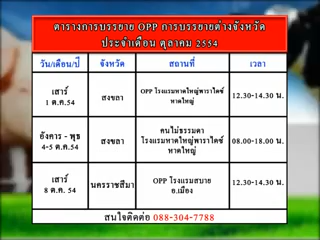 ตารางการบรรยาย OPP การบรรยายต่างจังหวัด
ประจำเดือน ตุลาคม 2554
วัน/เดือน/ปี จังหวัด สถานที่ เวลา
เสาร์
1 ต.ค.54
สงขลา
OPP โรงแรมหาดใหญ่พาราไดซ์
หาดใหญ่
12.30-14.30 น.
อังคาร - พุธ
4-5 ต.ค.54
สงขลา
คนไม่ธรรมดา
โรงแรมหาดใหญ่พาราไดซ์
หาดใหญ่
08.00-18.00 น.
เสาร์
8 ต.ค. 54
นครราชสีมา
OPP โรงแรมสบาย
อ.เมือง
12.30-14.30 น.
สนใจติดต่อ 088-304-7788